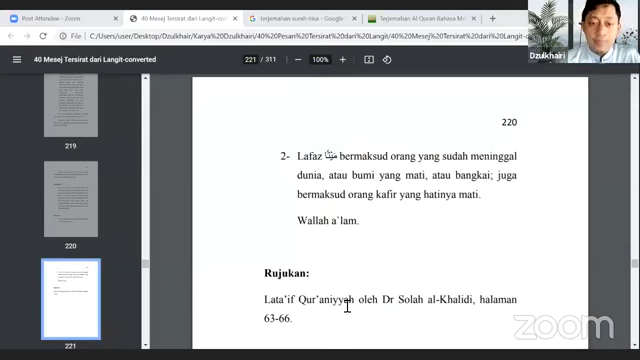 Post Attendee - Zoom
40 Mesej Tersirat dari Langit-con
terjemahan surah nisa - Google
Terjemahan Al Quran Bahasa Me
File
C:/Users/user/Desktop/Dzulkhair/Karya%20Dzulkhairi/40%20Pesan%20Tersirat%20dari%20Langit/40%20Mesej%20Tersirat%20dari%20Langit-con
40 Mesej Tersirat dari Langit-converted
221 / 311
100%
Dzulkhairi
219
220
221
220
2- Lafaz مَيْتًا bermaksud orang yang sudah meninggal
dunia, atau bumi yang mati, atau bangkai; juga
bermaksud orang kafir yang hatinya mati.
Wallah a`lam.
Rujukan:
Lata'if Qur'aniyyah oleh Dr Solah al-Khalidi, halaman
63-66.
zoom